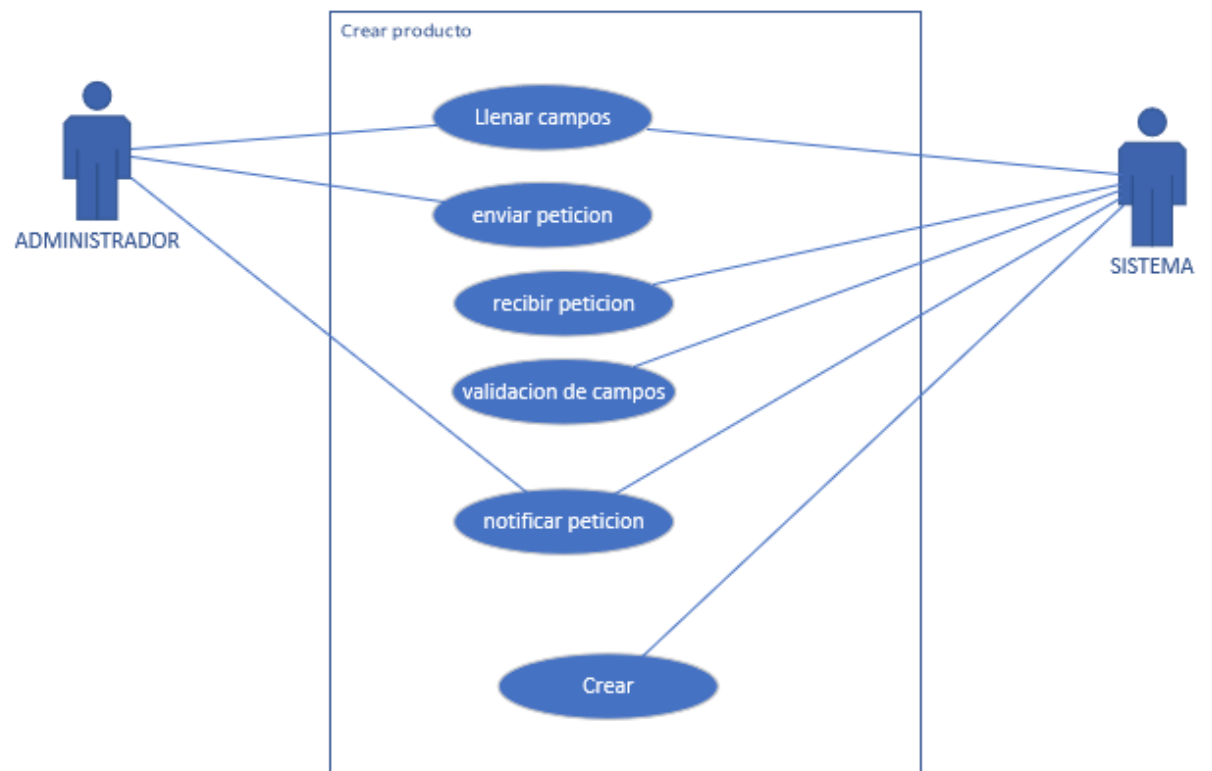 Crear producto
Llenar campos
enviar peticion
ADMINISTRADOR
SISTEMA
recibir peticion
validacion de campos
notificar peticion
Crear